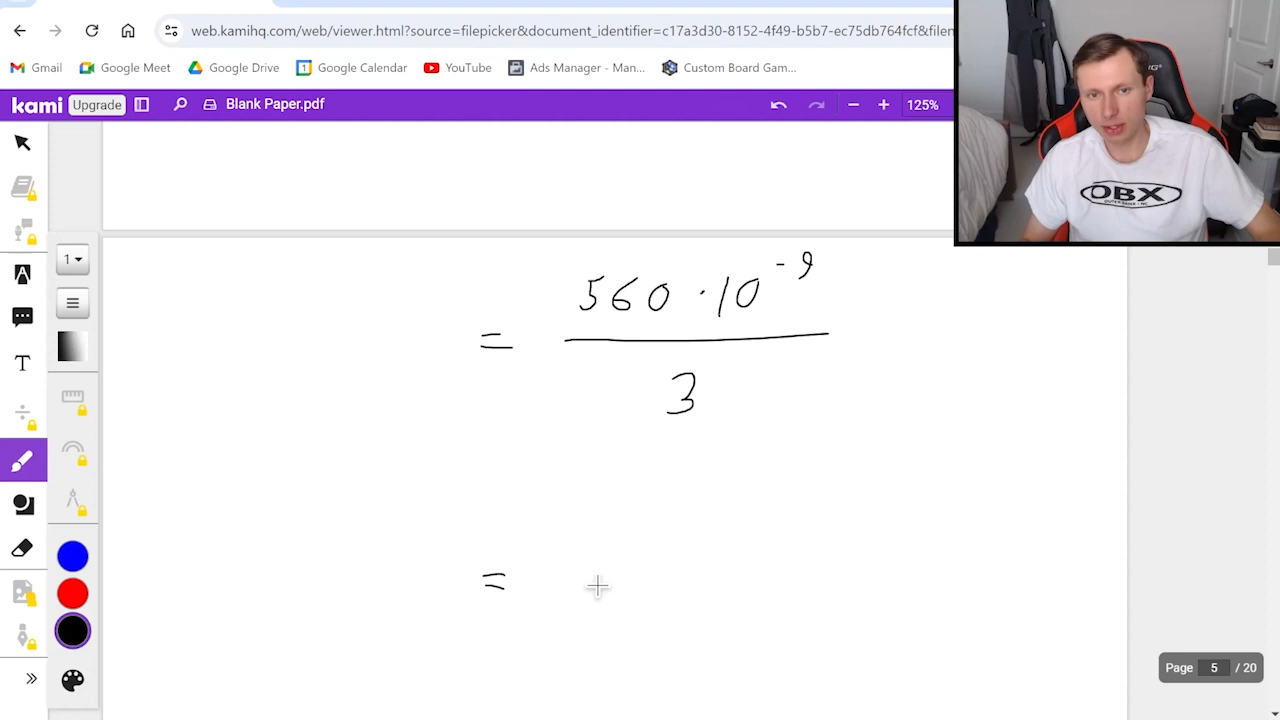 web.kamihq.com/web/viewer.html?source=filepicker&document_identifier=c17a3d30-8152-4f49-b5b7-ec75db764fcf&filen
Gmail Google Meet Google Drive 1 Google Calendar YouTube Ads Manager - Man... Custom Board Gam...
kami Upgrade Blank Paper.pdf 125%
OBX
560 · 10⁻⁹
=
3
1
A
T
=
Page 5 / 20